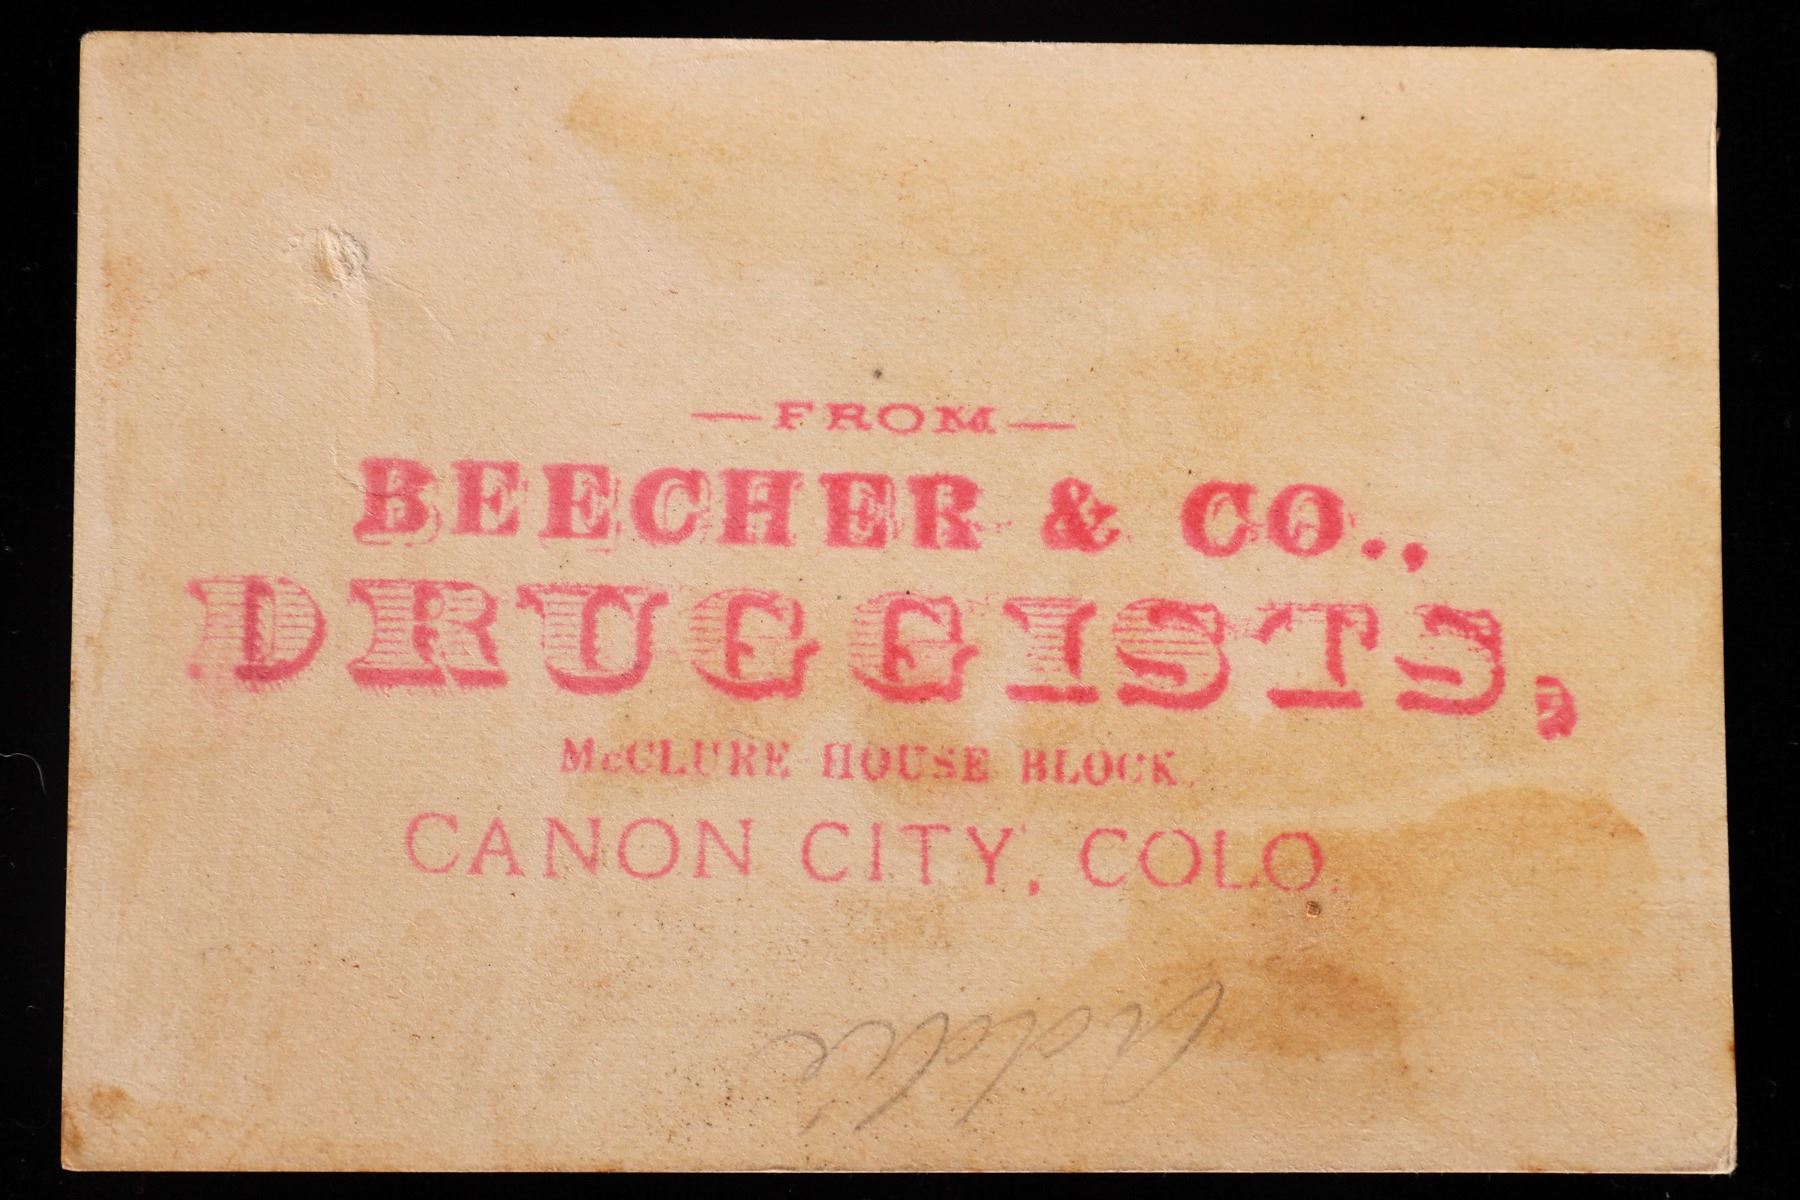 —FROM—
BEECHER & CO.,
DRUGGISTS,
McCLURE HOUSE BLOCK.
CANON CITY, COLO.